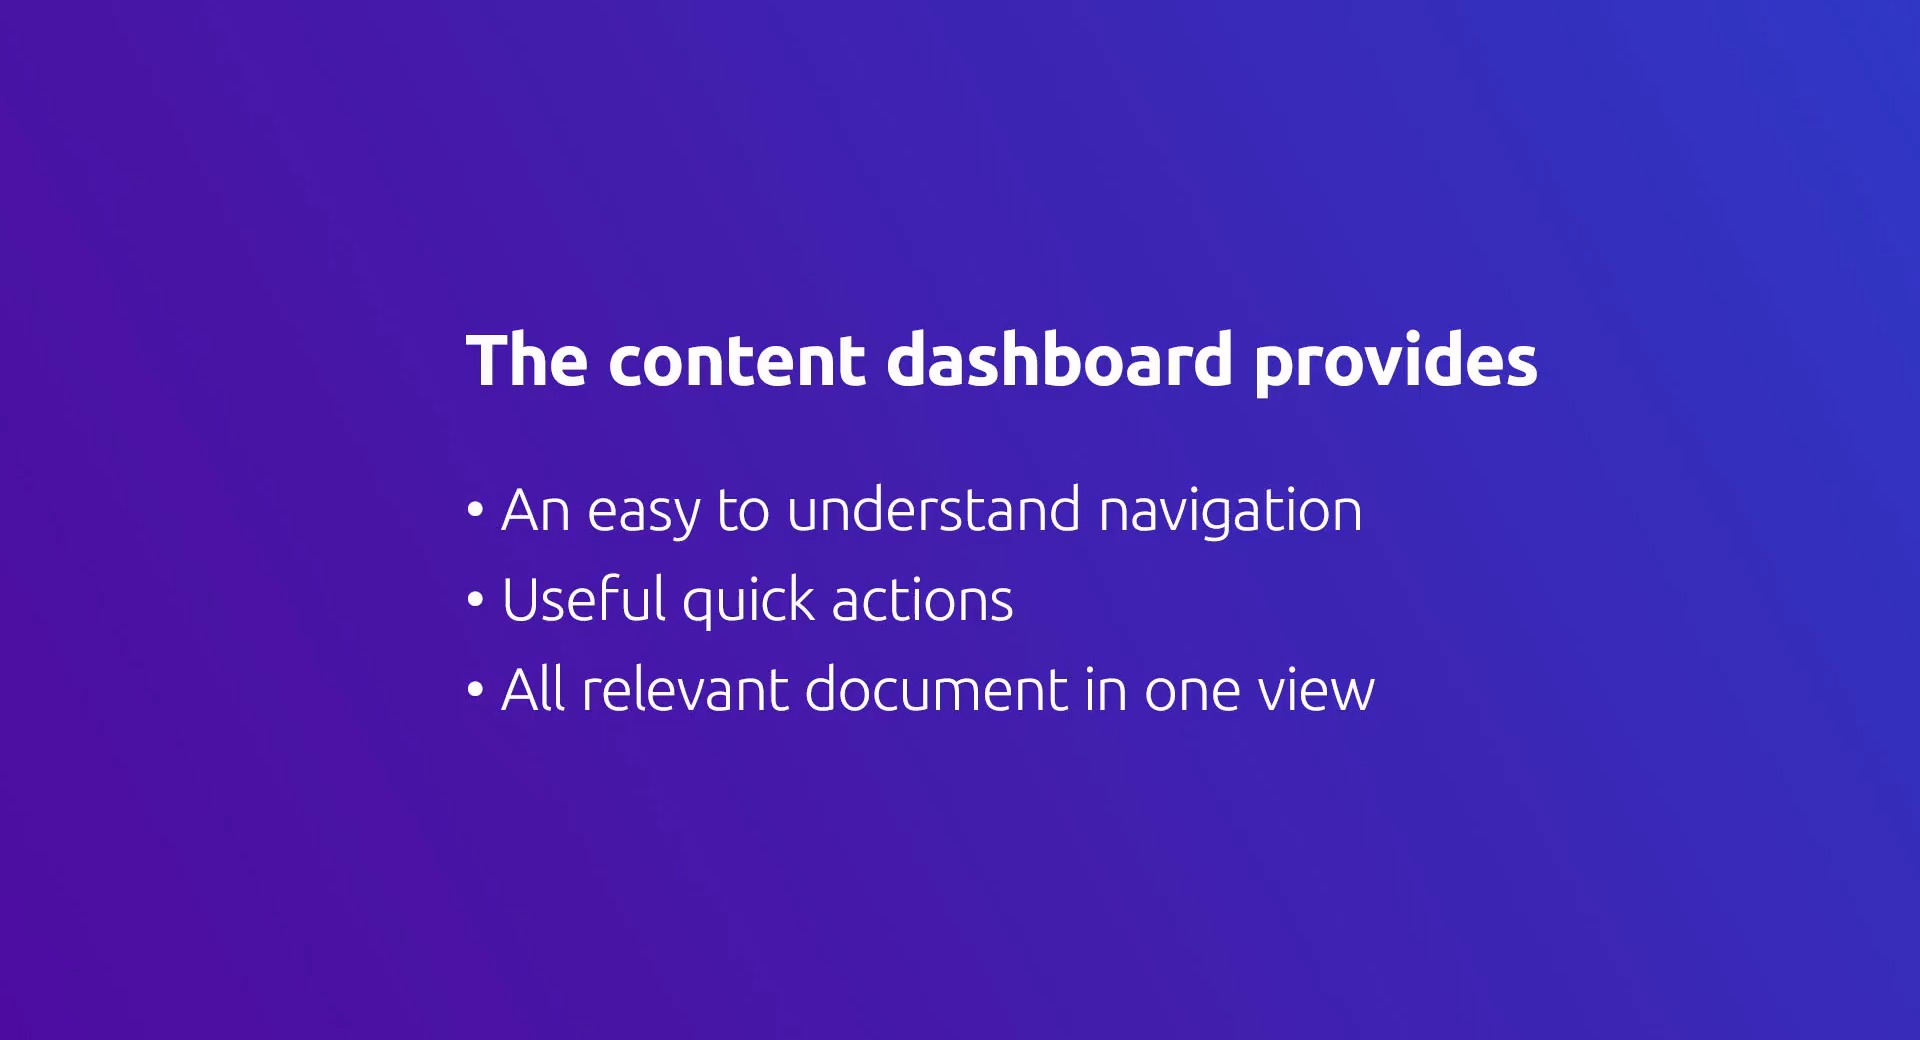 The content dashboard provides
• An easy to understand navigation
• Useful quick actions
• All relevant document in one view